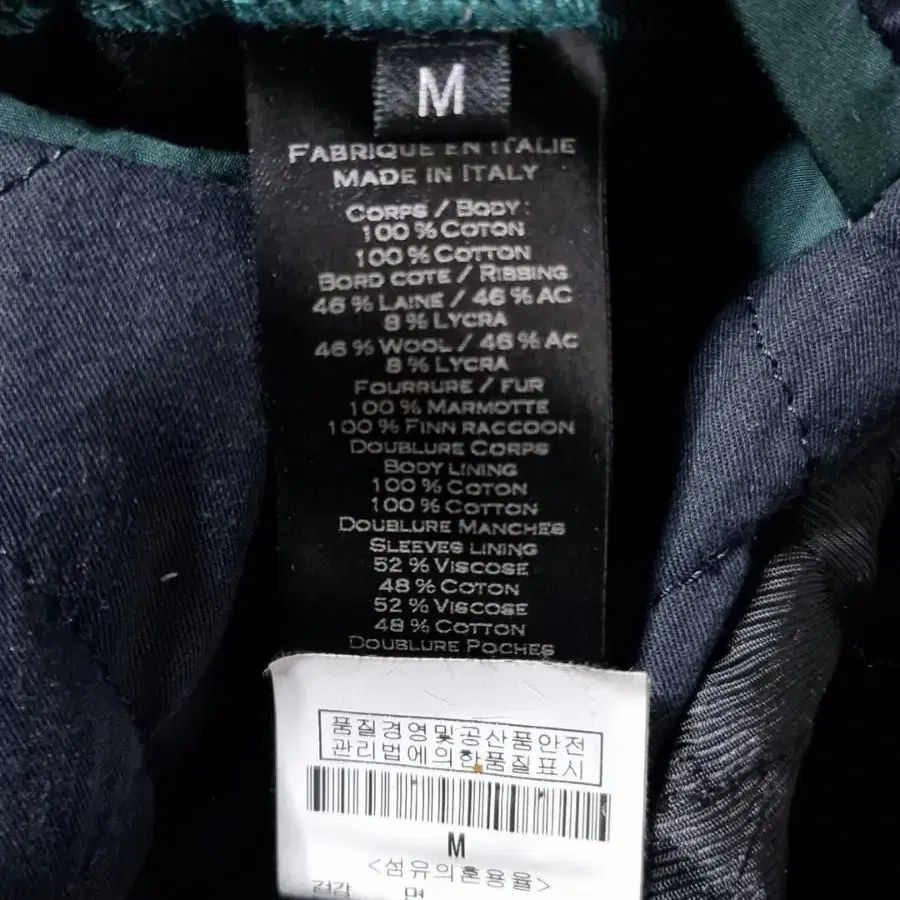 M
FABRIQUE EN ITALIE
MADE IN ITALY
CORPS / BODY:
100 % COTON
100 % COTTON
BORD COTE / RIBBING
46 % LAINE / 46 % AC
8 % LYCRA
46 % WOOL / 46 % AC
8 % LYCRA
FOURRURE / FUR
100 % MARMOTTE
100 % FINN RACCOON
DOUBLURE CORPS
BODY LINING
100 % COTON
100 % COTTON
DOUBLURE MANCHES
SLEEVES LINING
52 % VISCOSE
48 % COTON
52 % VISCOSE
48 % COTTON
DOUBLURE POCHES
품질경영및공산품안전
관리법에의한품질표시
M
<섬유의혼용율>
겉감 면